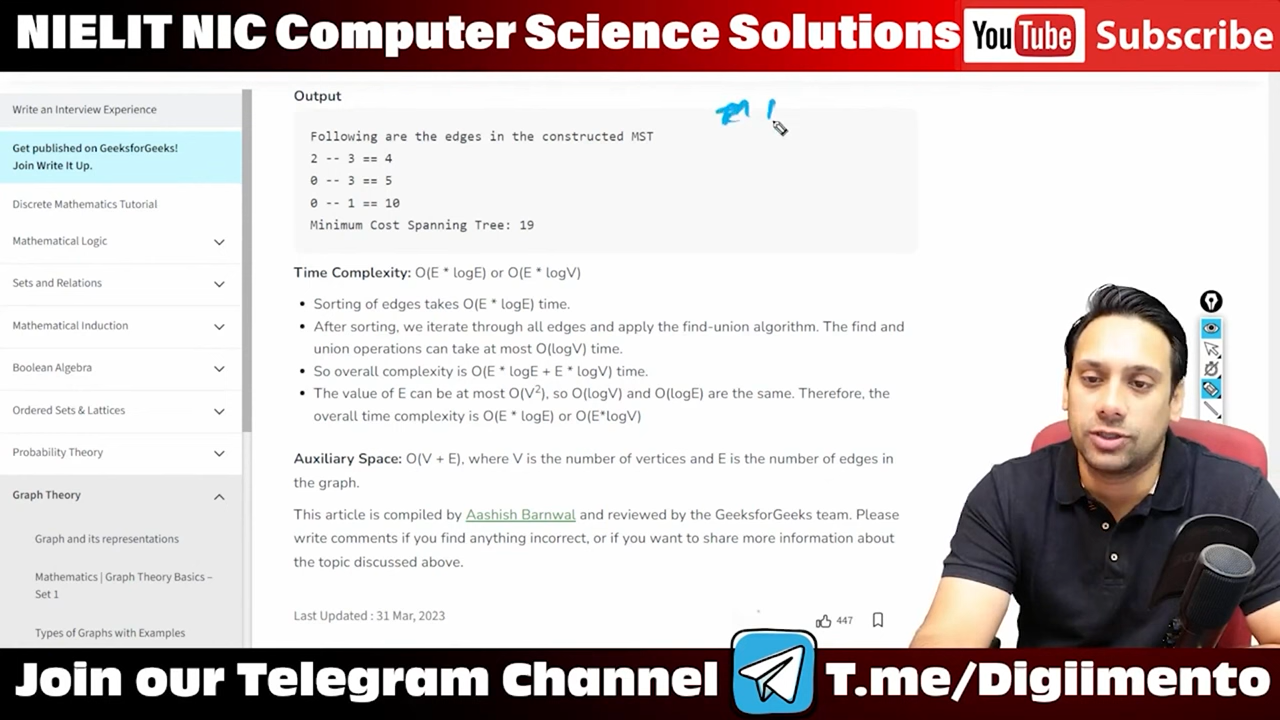 NIELIT NIC Computer Science Solutions
YouTube Subscribe
Write an Interview Experience
Get published on GeeksforGeeks!
Join Write It Up.
Discrete Mathematics Tutorial
Mathematical Logic
Sets and Relations
Mathematical Induction
Boolean Algebra
Ordered Sets & Lattices
Probability Theory
Graph Theory
Graph and its representations
Mathematics | Graph Theory Basics –
Set 1
Types of Graphs with Examples
Output
Following are the edges in the constructed MST
2 -- 3 == 4
0 -- 3 == 5
0 -- 1 == 10
Minimum Cost Spanning Tree: 19
Time Complexity: O(E * logE) or O(E * logV)
• Sorting of edges takes O(E * logE) time.
• After sorting, we iterate through all edges and apply the find-union algorithm. The find and
union operations can take at most O(logV) time.
• So overall complexity is O(E * logE + E * logV) time.
• The value of E can be at most O(V²), so O(logV) and O(logE) are the same. Therefore, the
overall time complexity is O(E * logE) or O(E*logV)
Auxiliary Space: O(V + E), where V is the number of vertices and E is the number of edges in
the graph.
This article is compiled by Aashish Barnwal and reviewed by the GeeksforGeeks team. Please
write comments if you find anything incorrect, or if you want to share more information about
the topic discussed above.
Last Updated : 31 Mar, 2023
447
Join our Telegram Channel T.me/Digiimento